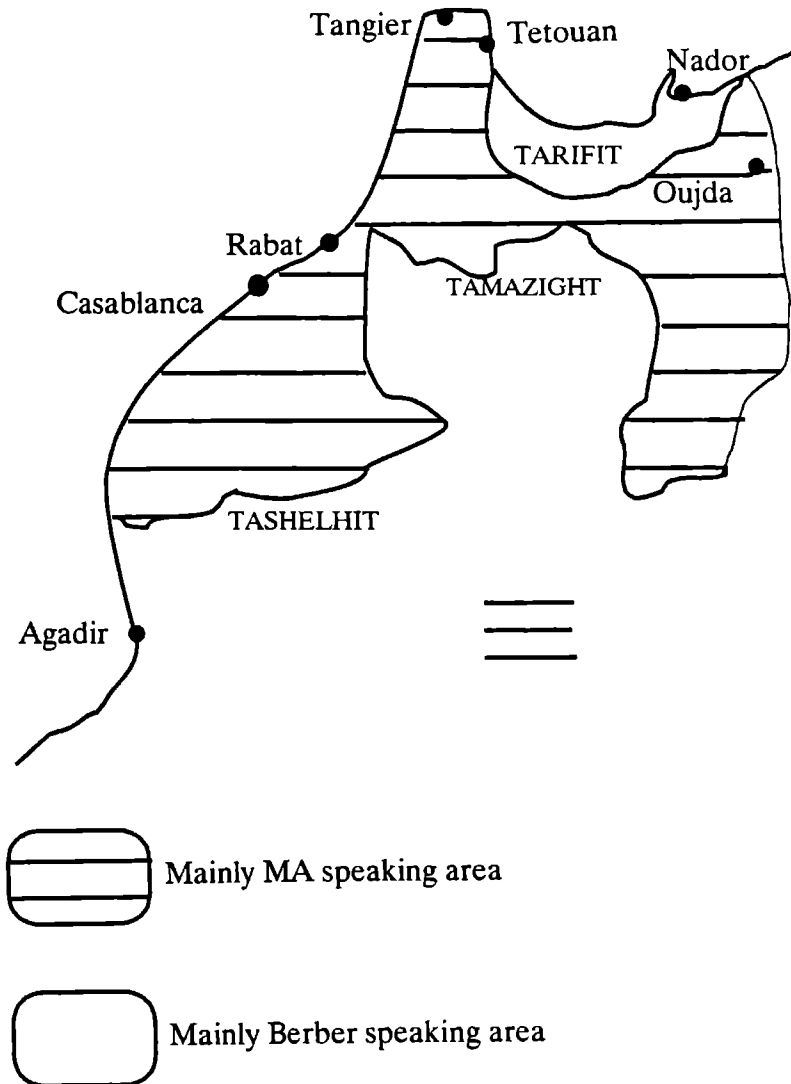 Tangier
Tetouan
Nador
TARIFIT
Oujda
Rabat
TAMAZIGHT
Casablanca
TASHELHIT
Agadir
Mainly MA speaking area
Mainly Berber speaking area